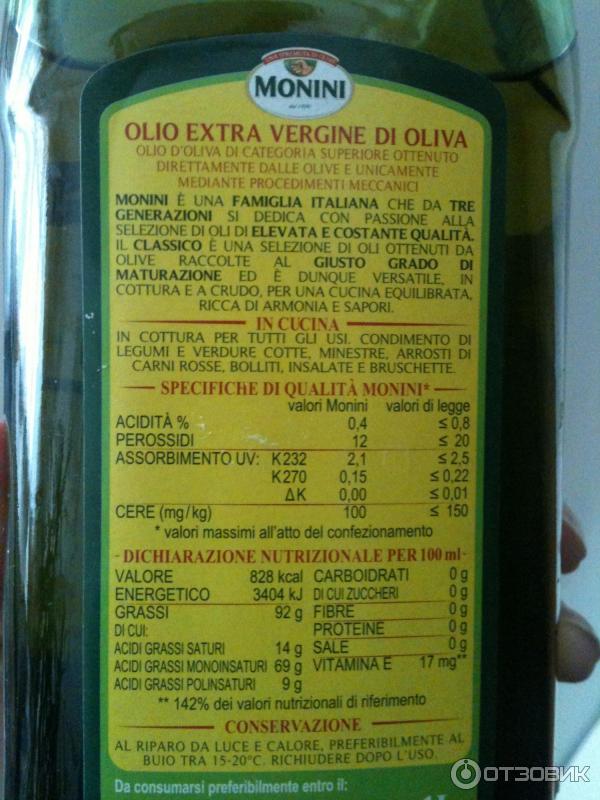 MONINI
OLIO EXTRA VERGINE DI OLIVA
OLIO D'OLIVA DI CATEGORIA SUPERIORE OTTENUTO
DIRETTAMENTE DALLE OLIVE E UNICAMENTE
MEDIANTE PROCEDIMENTI MECCANICI
MONINI È UNA FAMIGLIA ITALIANA CHE DA TRE
GENERAZIONI SI DEDICA CON PASSIONE ALLA
SELEZIONE DI OLI DI ELEVATA E COSTANTE QUALITÀ.
IL CLASSICO È UNA SELEZIONE DI OLI OTTENUTI DA
OLIVE RACCOLTE AL GIUSTO GRADO DI
MATURAZIONE ED È DUNQUE VERSATILE, IN
COTTURA E A CRUDO, PER UNA CUCINA EQUILIBRATA,
RICCA DI ARMONIA E SAPORI.
IN CUCINA
IN COTTURA PER TUTTI GLI USI. CONDIMENTO DI
LEGUMI E VERDURE COTTE, MINESTRE, ARROSTI DI
CARNI ROSSE, BOLLITI, INSALATE E BRUSCHETTE.
SPECIFICHE DI QUALITÀ MONINI*
valori Monini valori di legge
ACIDITÀ % 0,4 ≤ 0,8
PEROSSIDI 12 ≤ 20
ASSORBIMENTO UV: K232 2,1 ≤ 2,5
K270 0,15 ≤ 0,22
ΔK 0,00 ≤ 0,01
CERE (mg/kg) 100 ≤ 150
* valori massimi all'atto del confezionamento
- DICHIARAZIONE NUTRIZIONALE PER 100 ml -
VALORE 828 kcal CARBOIDRATI 0 g
ENERGETICO 3404 kJ DI CUI ZUCCHERI 0 g
GRASSI 92 g FIBRE 0 g
DI CUI: PROTEINE 0 g
ACIDI GRASSI SATURI 14 g SALE 0 g
ACIDI GRASSI MONOINSATURI 69 g VITAMINA E 17 mg**
ACIDI GRASSI POLINSATURI 9 g
** 142% dei valori nutrizionali di riferimento
CONSERVAZIONE
AL RIPARO DA LUCE E CALORE, PREFERIBILMENTE AL
BUIO TRA 15-20°C. RICHIUDERE DOPO L'USO.
Da consumarsi preferibilmente entro il:
ОТЗОВИК